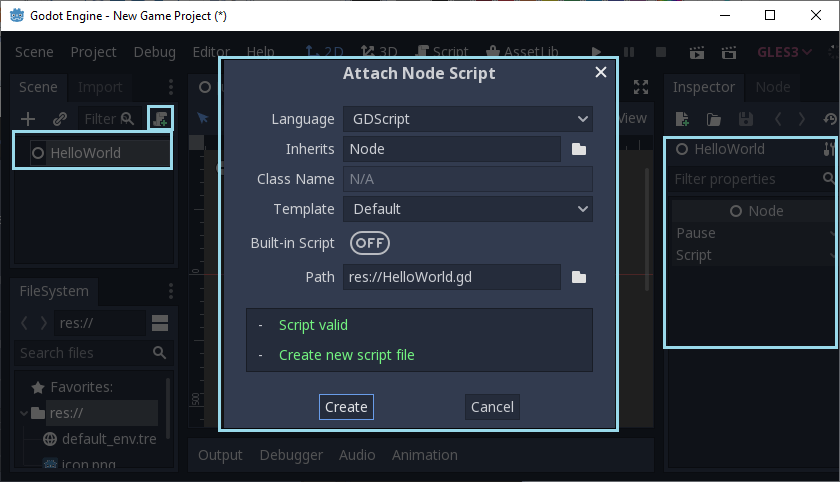 Godot Engine - New Game Project (*)
Scene Project Debug Editor Help 2D 3D Script AssetLib GLES3
Attach Node Script
Scene Import
Inspector Node
Filter
View
Language GDScript
HelloWorld
Inherits Node
HelloWorld
Class Name N/A
Filter properties
Template Default
Node
Pause
Built-in Script OFF
Script
Path res://HelloWorld.gd
0
FileSystem
res://
- Script valid
Search files
- Create new script file
Favorites:
res://
500
Create Cancel
default_env.tre
icon.png
Output Debugger Audio Animation